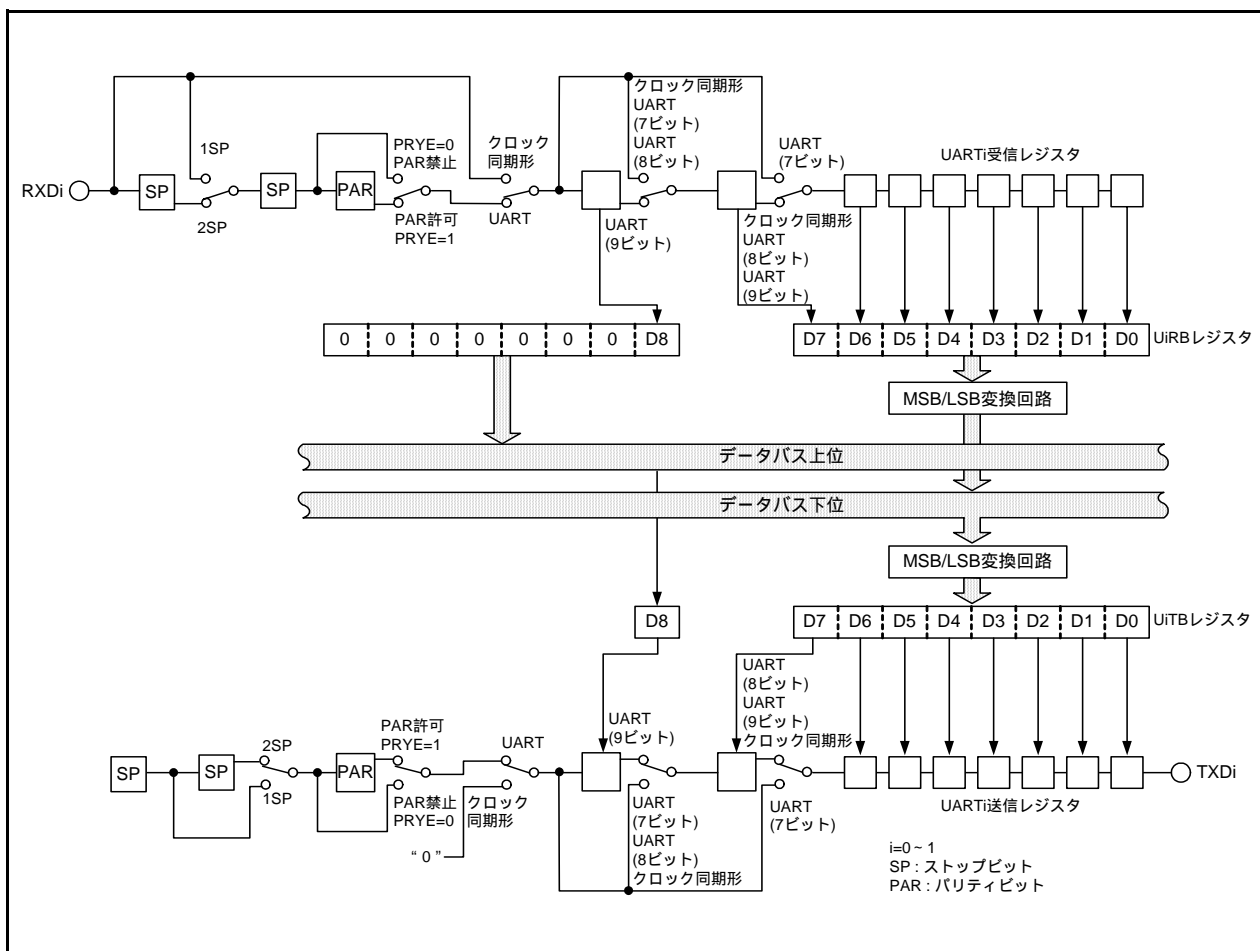 RXDi
SP
1SP
2SP
SP
PAR
PRYE=0
PAR禁止
PAR許可
PRYE=1
クロック
同期形
UART
UART
(9ビット)
クロック同期形
UART
(7ビット)
UART
(8ビット)
UART
(7ビット)
クロック同期形
UART
(8ビット)
UART
(9ビット)
UARTi受信レジスタ
0 0 0 0 0 0 0 D8
D7 D6 D5 D4 D3 D2 D1 D0
UiRBレジスタ
MSB/LSB変換回路
データバス上位
データバス下位
MSB/LSB変換回路
D8
D7 D6 D5 D4 D3 D2 D1 D0
UiTBレジスタ
SP
SP
2SP
1SP
PAR
PAR許可
PRYE=1
PAR禁止
PRYE=0
UART
クロック
同期形
“ 0 ”
UART
(9ビット)
UART
(7ビット)
UART
(8ビット)
クロック同期形
UART
(8ビット)
UART
(9ビット)
クロック同期形
UART
(7ビット)
UARTi送信レジスタ
TXDi
i=0 ~ 1
SP : ストップビット
PAR : パリティビット